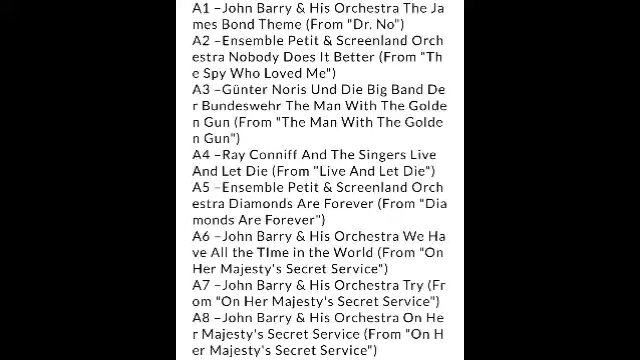 A1 –John Barry & His Orchestra The Ja
mes Bond Theme (From "Dr. No")
A2 –Ensemble Petit & Screenland Orch
estra Nobody Does It Better (From "Th
e Spy Who Loved Me")
A3 –Günter Noris Und Die Big Band De
r Bundeswehr The Man With The Golde
n Gun (From "The Man With The Golde
n Gun")
A4 –Ray Conniff And The Singers Live
And Let Die (From "Live And Let Die")
A5 –Ensemble Petit & Screenland Orch
estra Diamonds Are Forever (From "Dia
monds Are Forever")
A6 –John Barry & His Orchestra We Ha
ve All the TIme in the World (From "On
Her Majesty's Secret Service")
A7 –John Barry & His Orchestra Try (Fr
om "On Her Majesty's Secret Service")
A8 –John Barry & His Orchestra On He
r Majesty's Secret Service (From "On H
er Majesty's Secret Service")